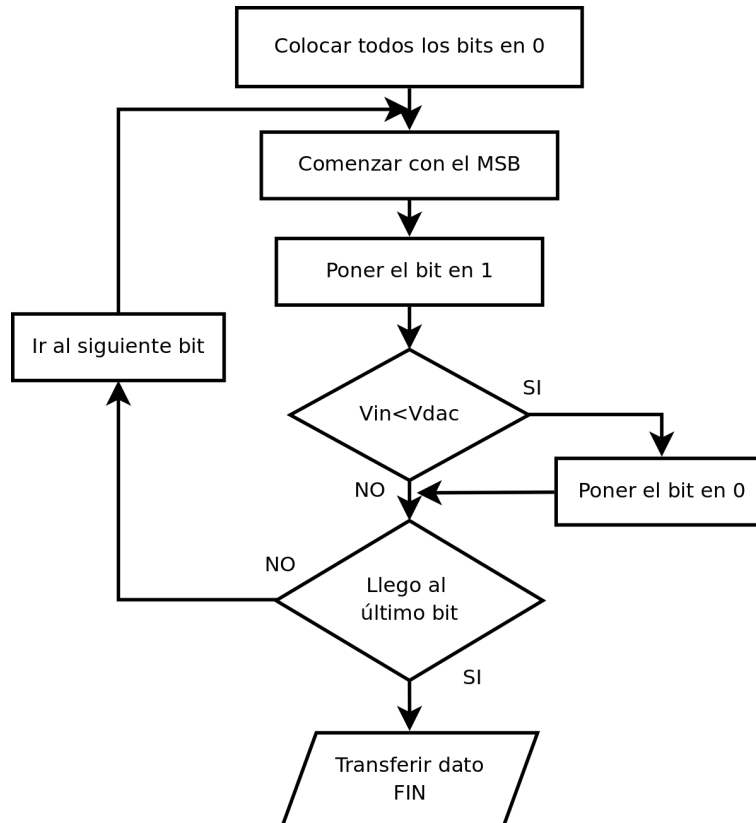 Colocar todos los bits en 0
Comenzar con el MSB
Poner el bit en 1
Ir al siguiente bit
Vin<Vdac
SI
Poner el bit en 0
NO
NO
Llego al
último bit
SI
Transferir dato
FIN